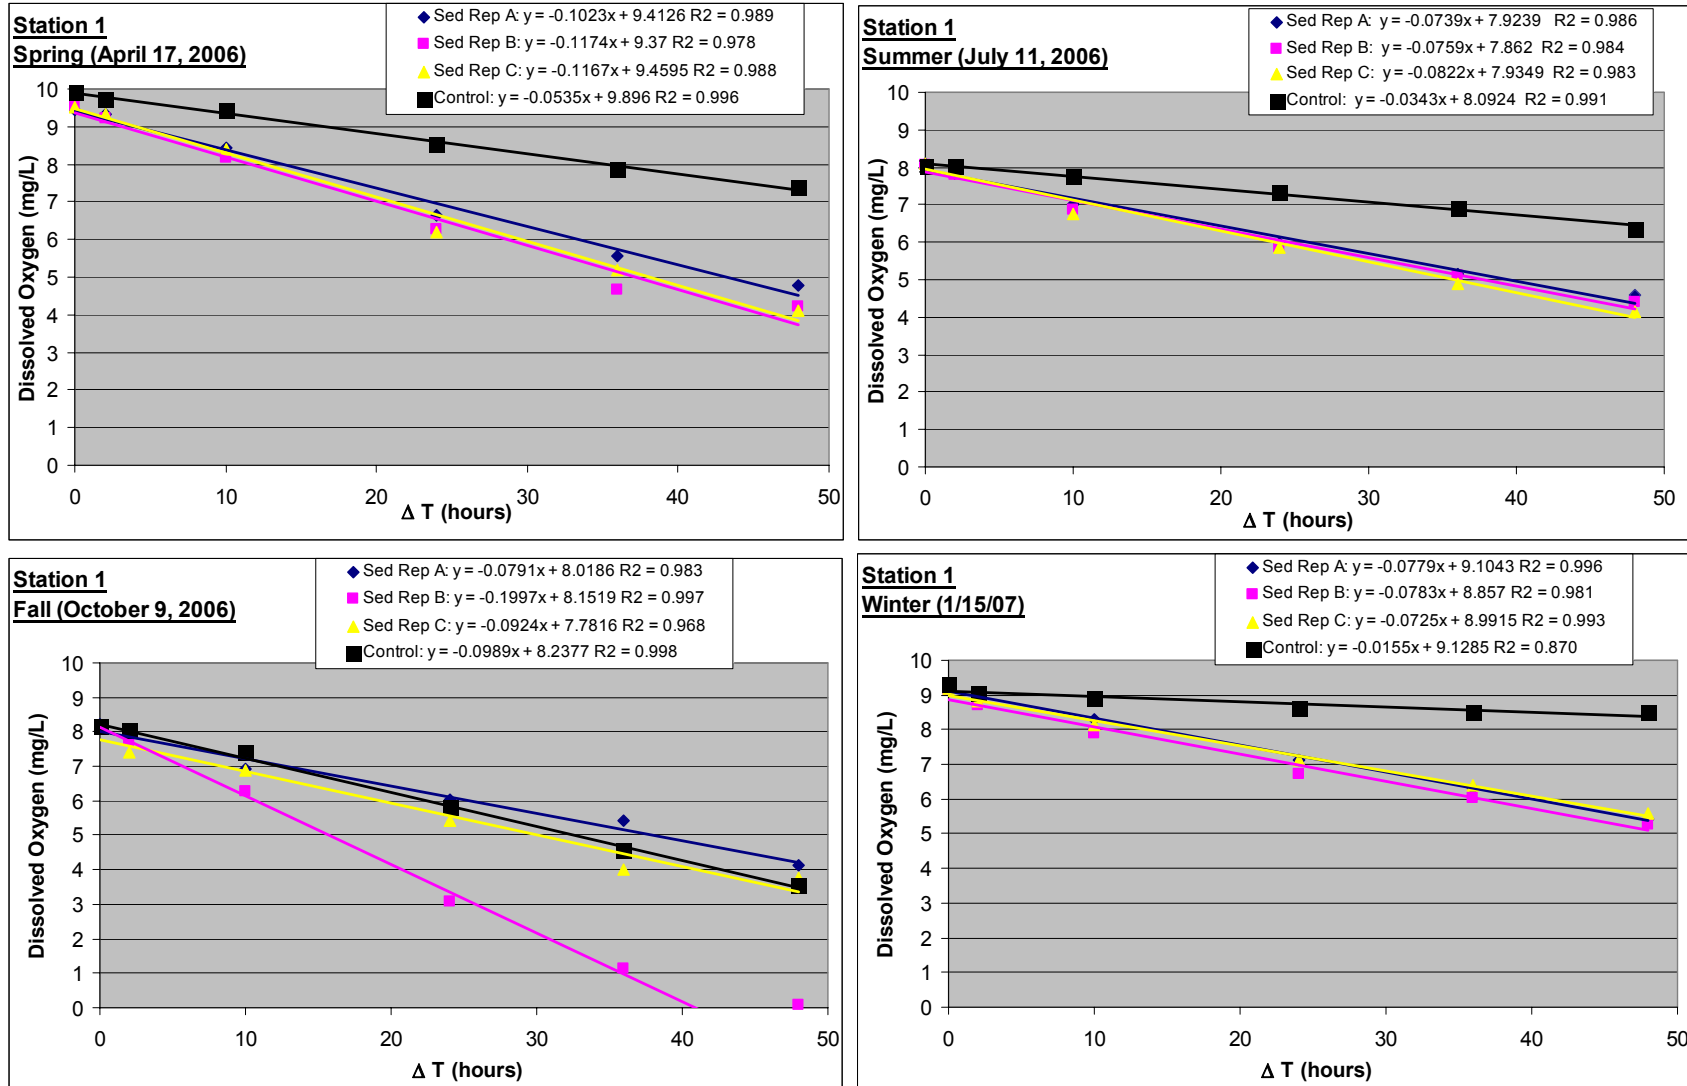 Station 1
Spring (April 17, 2006)
Sed Rep A: y = -0.1023x + 9.4126 R2 = 0.989
Sed Rep B: y = -0.1174x + 9.37 R2 = 0.978
Sed Rep C: y = -0.1167x + 9.4595 R2 = 0.988
Control: y = -0.0535x + 9.896 R2 = 0.996
Dissolved Oxygen (mg/L)
10
9
8
7
6
5
4
3
2
1
0
0 10 20 30 40 50
Δ T (hours)
Station 1
Summer (July 11, 2006)
Sed Rep A: y = -0.0739x + 7.9239 R2 = 0.986
Sed Rep B: y = -0.0759x + 7.862 R2 = 0.984
Sed Rep C: y = -0.0822x + 7.9349 R2 = 0.983
Control: y = -0.0343x + 8.0924 R2 = 0.991
Dissolved Oxygen (mg/L)
10
9
8
7
6
5
4
3
2
1
0
0 10 20 30 40 50
Δ T (hours)
Station 1
Fall (October 9, 2006)
Sed Rep A: y = -0.0791x + 8.0186 R2 = 0.983
Sed Rep B: y = -0.1997x + 8.1519 R2 = 0.997
Sed Rep C: y = -0.0924x + 7.7816 R2 = 0.968
Control: y = -0.0989x + 8.2377 R2 = 0.998
Dissolved Oxygen (mg/L)
10
9
8
7
6
5
4
3
2
1
0
0 10 20 30 40 50
Δ T (hours)
Station 1
Winter (1/15/07)
Sed Rep A: y = -0.0779x + 9.1043 R2 = 0.996
Sed Rep B: y = -0.0783x + 8.857 R2 = 0.981
Sed Rep C: y = -0.0725x + 8.9915 R2 = 0.993
Control: y = -0.0155x + 9.1285 R2 = 0.870
Dissolved Oxygen (mg/L)
10
9
8
7
6
5
4
3
2
1
0
0 10 20 30 40 50
Δ T (hours)